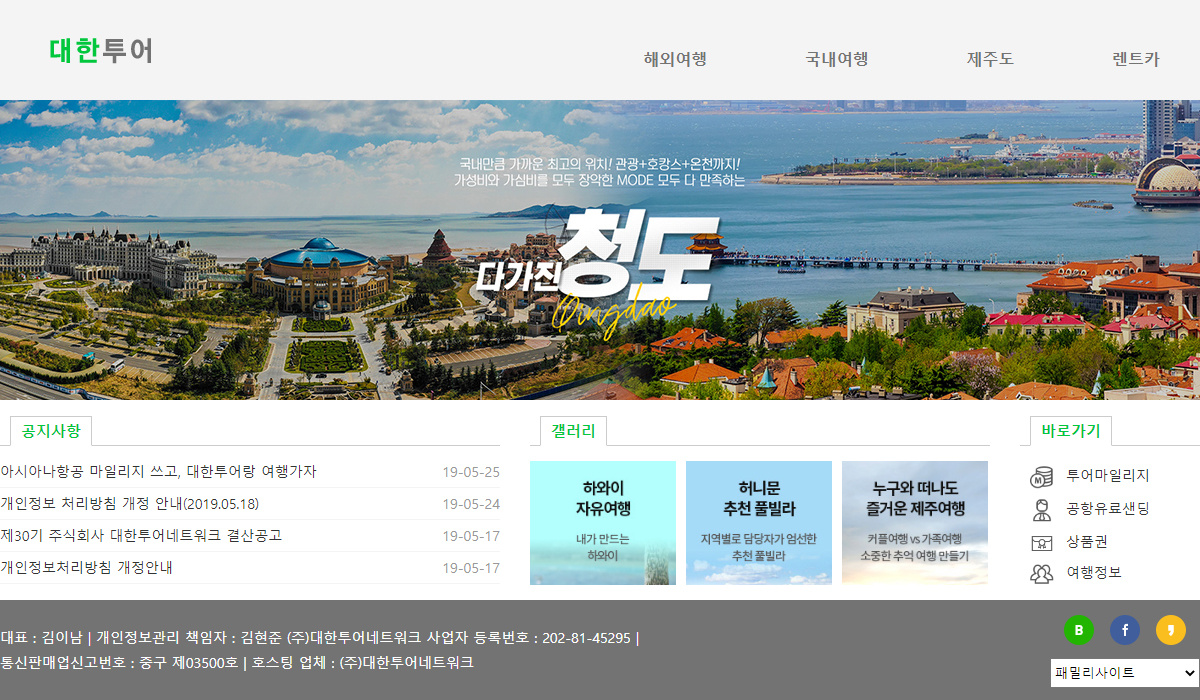 대한투어
해외여행 국내여행 제주도 렌트카
국내만큼 가까운 최고의 위치! 관광+호캉스+온천까지!
가성비와 가심비를 모두 장악한 MODE 모두 다 만족하는
다가진 청도
Qingdao
공지사항
아시아나항공 마일리지 쓰고, 대한투어랑 여행가자 19-05-25
개인정보 처리방침 개정 안내(2019.05.18) 19-05-24
제30기 주식회사 대한투어네트워크 결산공고 19-05-17
개인정보처리방침 개정안내 19-05-17
갤러리
하와이
자유여행
내가 만드는
하와이
허니문
추천 풀빌라
지역별로 담당자가 엄선한
추천 풀빌라
누구와 떠나도
즐거운 제주여행
커플여행 vs 가족여행
소중한 추억 여행 만들기
바로가기
투어마일리지
공항유료샌딩
상품권
여행정보
대표 : 김이남 | 개인정보관리 책임자 : 김현준 (주)대한투어네트워크 사업자 등록번호 : 202-81-45295 |
통신판매업신고번호 : 중구 제03500호 | 호스팅 업체 : (주)대한투어네트워크
B f
패밀리사이트